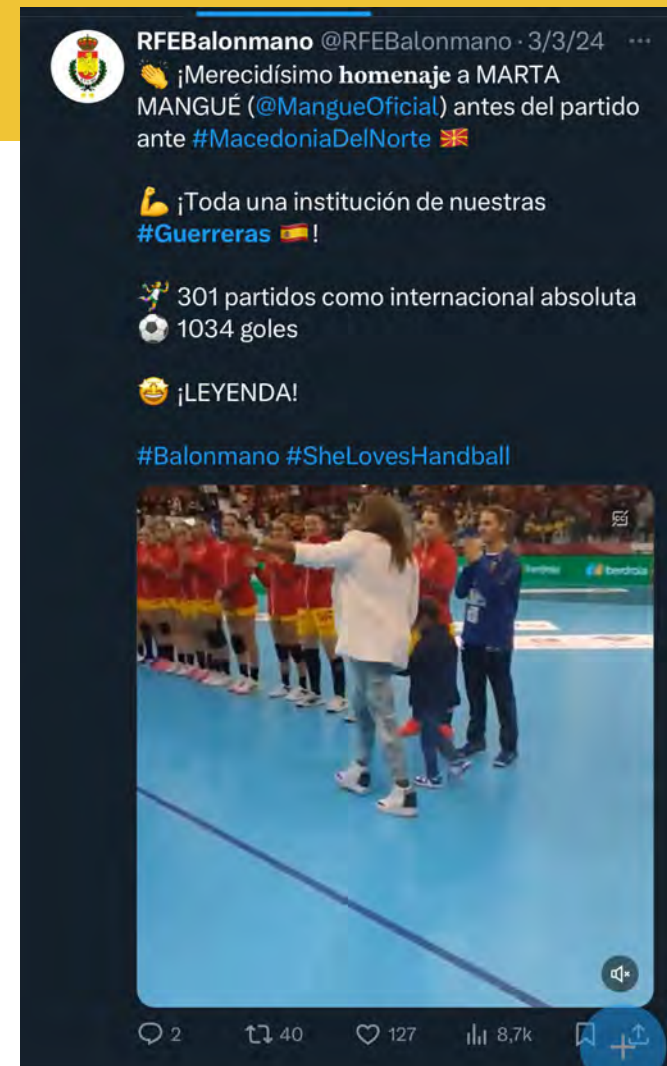 RFEBalonmano @RFEBalonmano · 3/3/24 ...
👏 ¡Merecidísimo homenaje a MARTA
MANGUÉ (@MangueOficial) antes del partido
ante #MacedoniaDelNorte 🇲🇰
💪 ¡Toda una institución de nuestras
#Guerreras 🇪🇸!
🤾 301 partidos como internacional absoluta
⚽ 1034 goles
🤩 ¡LEYENDA!
#Balonmano #SheLovesHandball
Iberdrola
2 40 127 8,7k